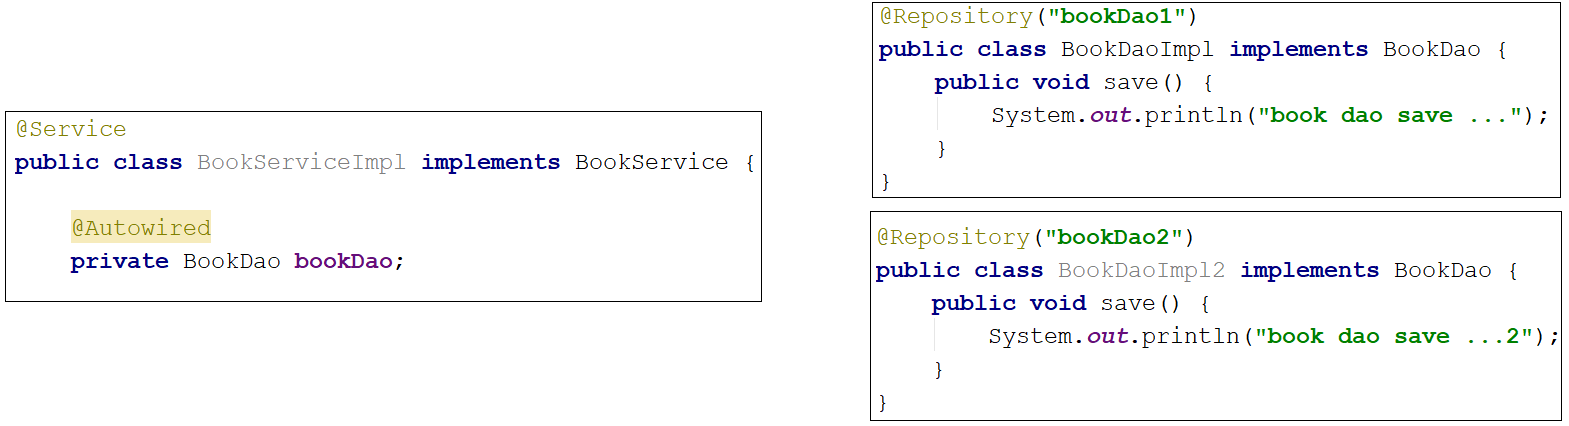 @Service
public class BookServiceImpl implements BookService {
@Autowired
private BookDao bookDao;
@Repository("bookDao1")
public class BookDaoImpl implements BookDao {
public void save() {
System.out.println("book dao save ...");
}
}
@Repository("bookDao2")
public class BookDaoImpl2 implements BookDao {
public void save() {
System.out.println("book dao save ...2");
}
}